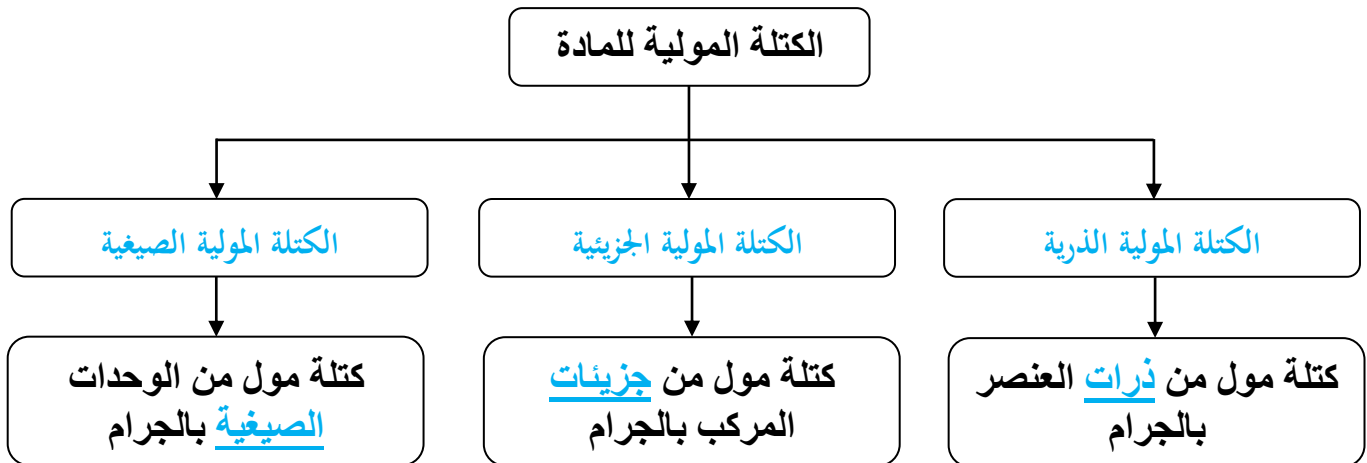 الكتلة المولية للمادة
الكتلة المولية الذرية
الكتلة المولية الجزيئية
الكتلة المولية الصيغية
كتلة مول من ذرات العنصر
بالجرام
كتلة مول من جزيئات
المركب بالجرام
كتلة مول من الوحدات
الصيغية بالجرام